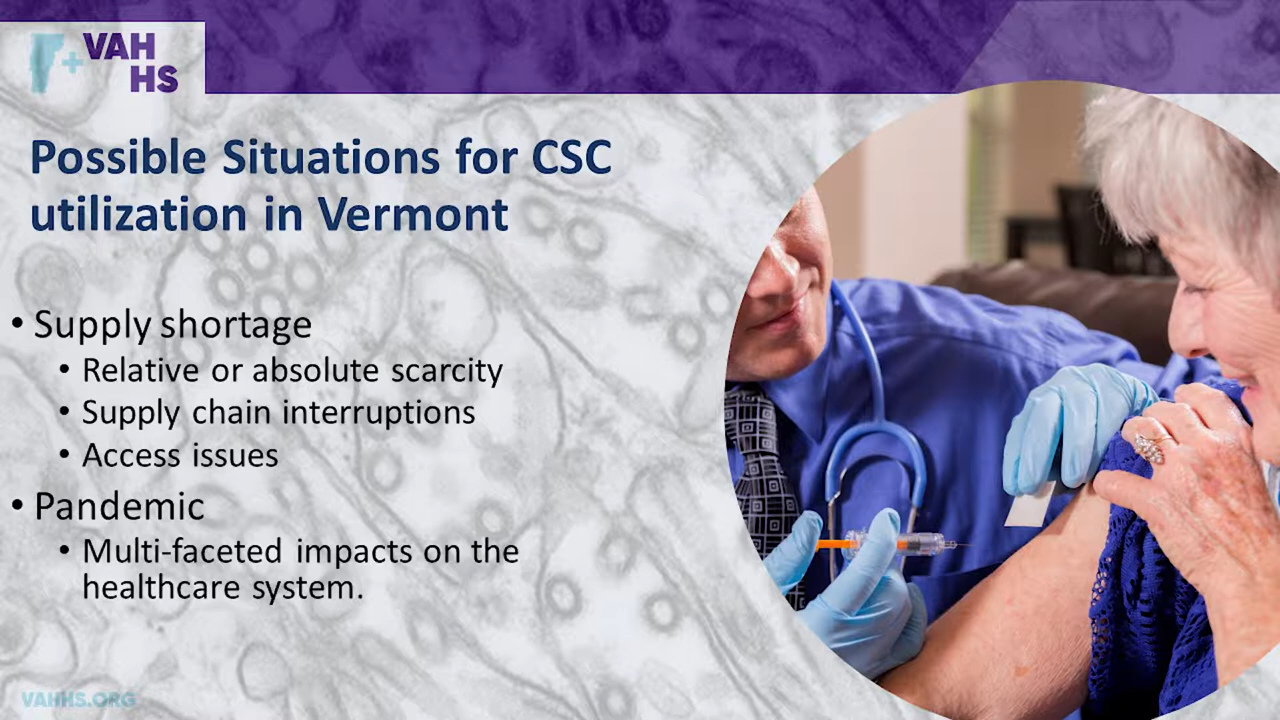 VAH
HS
Possible Situations for CSC
utilization in Vermont
• Supply shortage
• Relative or absolute scarcity
• Supply chain interruptions
• Access issues
• Pandemic
• Multi-faceted impacts on the
healthcare system.
VAHHS.ORG